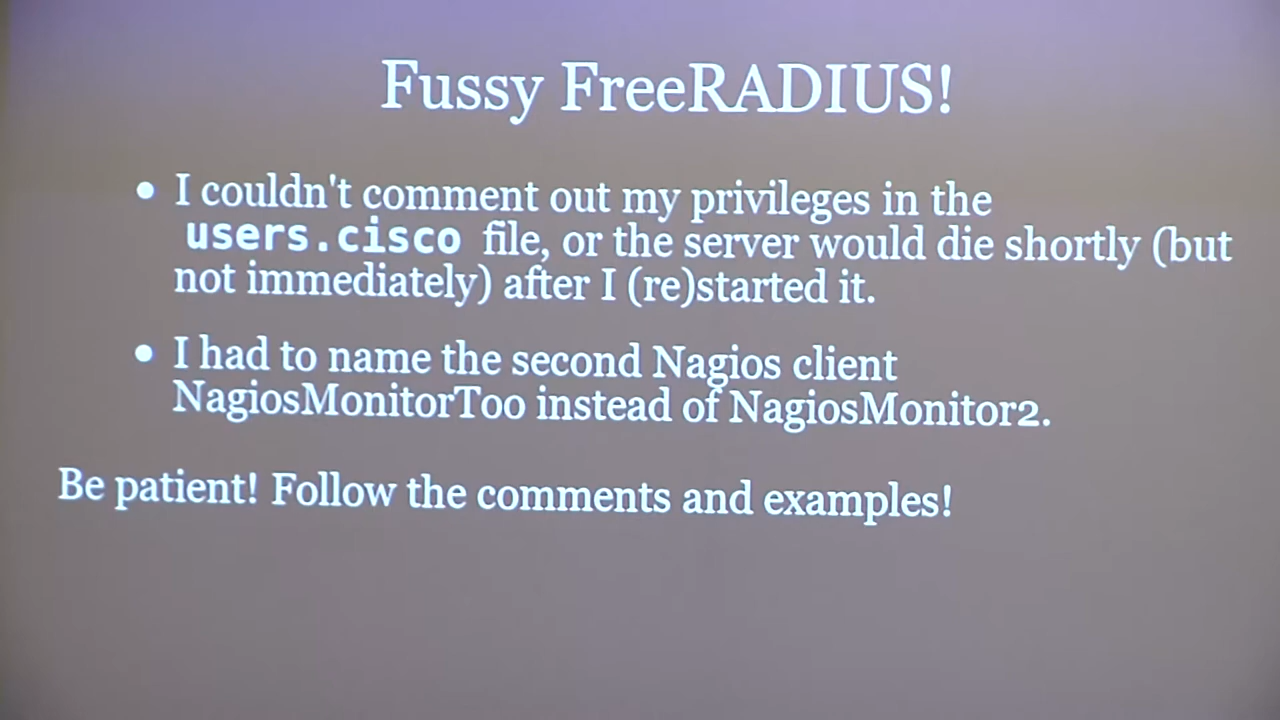 Fussy FreeRADIUS!
• I couldn't comment out my privileges in the
users.cisco file, or the server would die shortly (but
not immediately) after I (re)started it.
• I had to name the second Nagios client
NagiosMonitorToo instead of NagiosMonitor2.
Be patient! Follow the comments and examples!